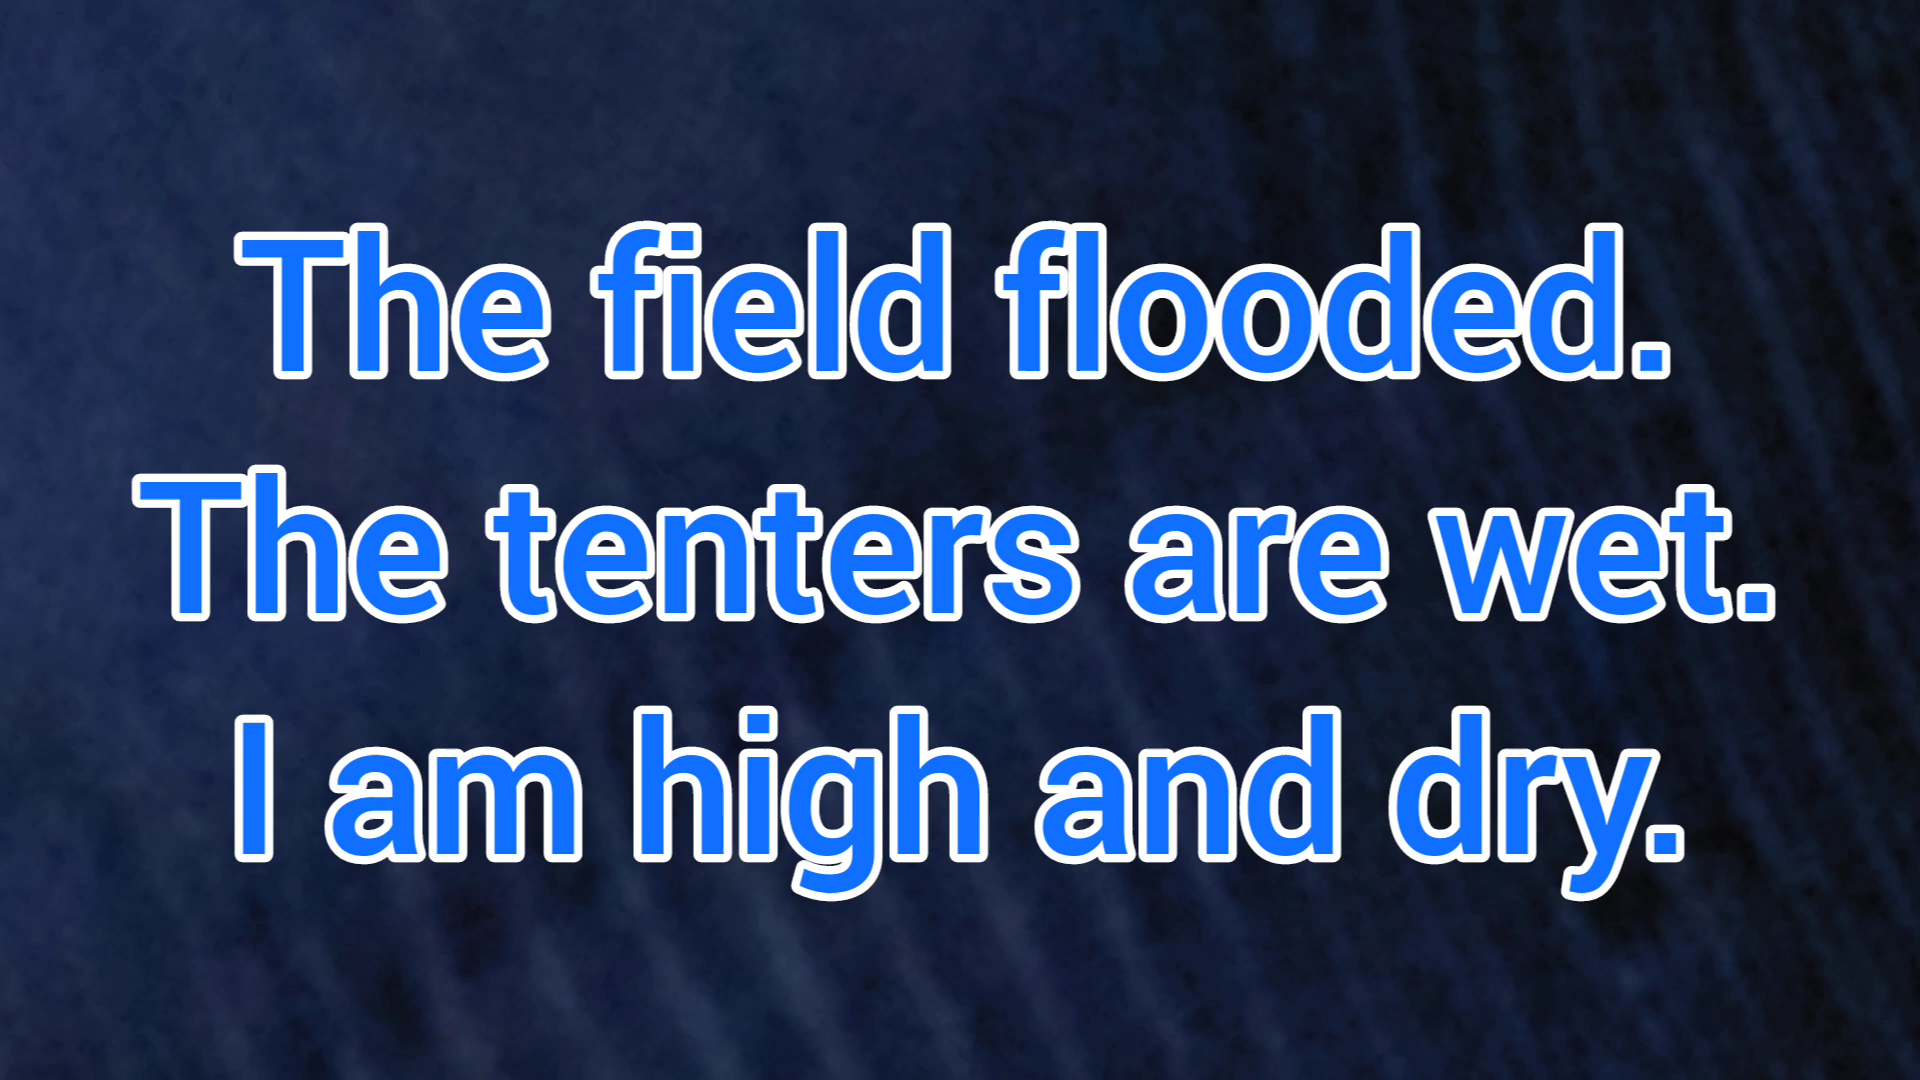 The field flooded.
The tenters are wet.
I am high and dry.